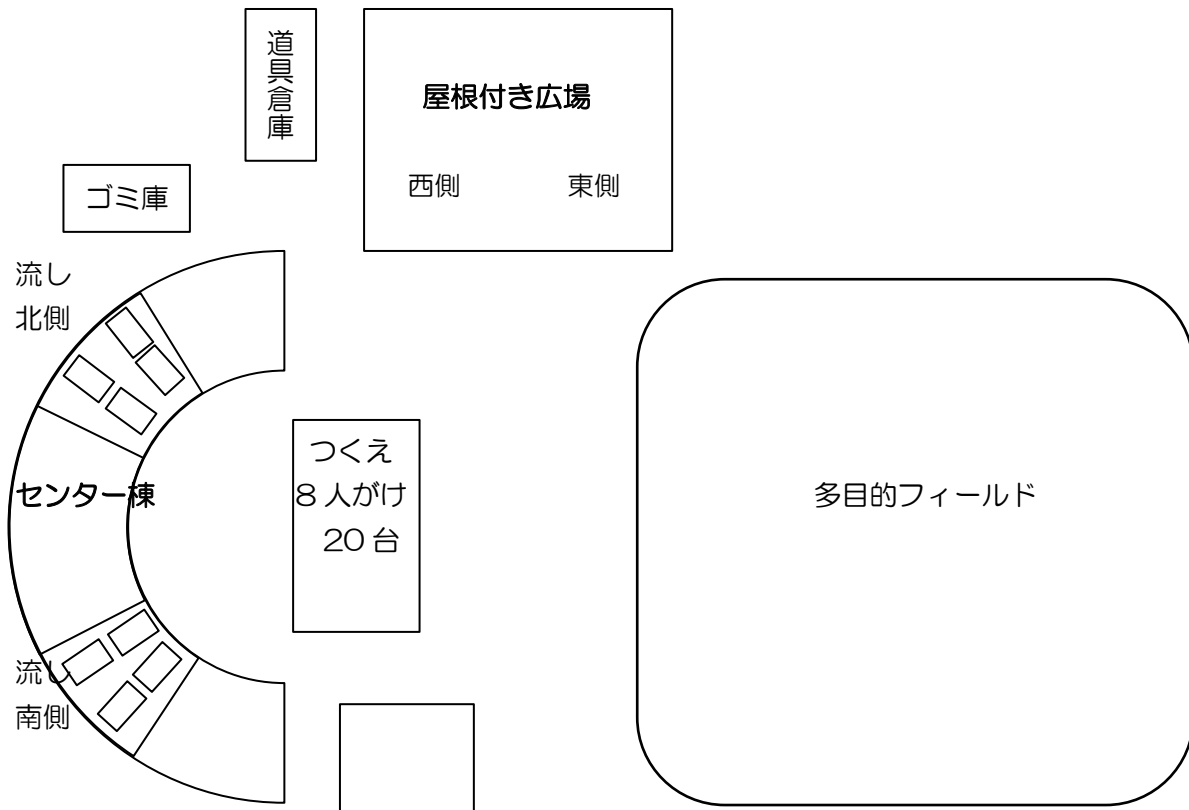 道具倉庫
屋根付き広場
西側
東側
ゴミ庫
流し
北側
つくえ
8人がけ
20台
センター棟
多目的フィールド
流し
南側